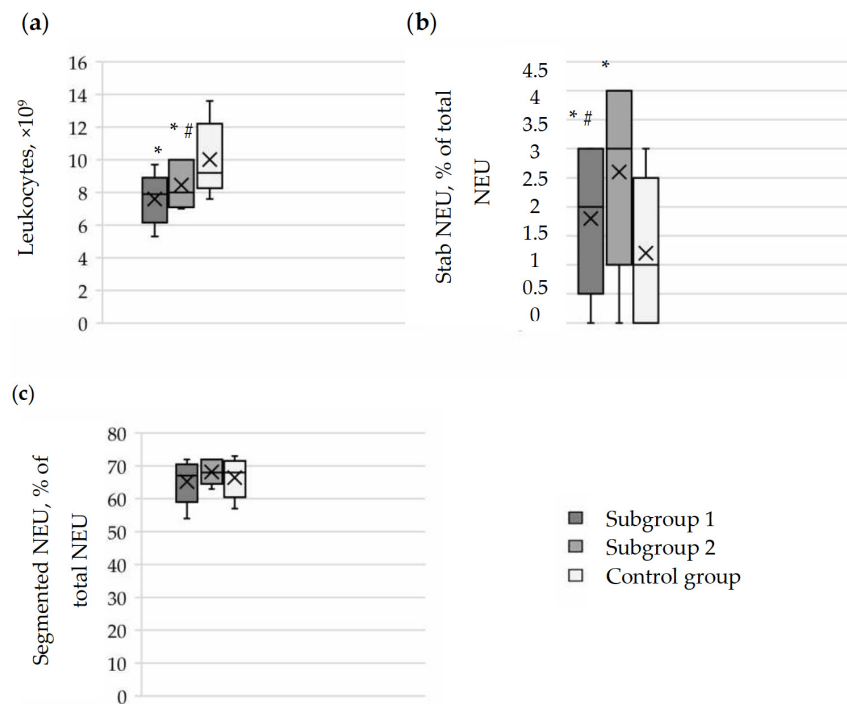 (a)
Leukocytes, ×10⁹
16
14
12
10
8
6
4
2
0
*
* #
(b)
Stab NEU, % of total
NEU
4.5
4
3.5
3
2.5
2
1.5
1
0.5
0
* #
*
(c)
Segmented NEU, % of
total NEU
80
70
60
50
40
30
20
10
0
Subgroup 1
Subgroup 2
Control group